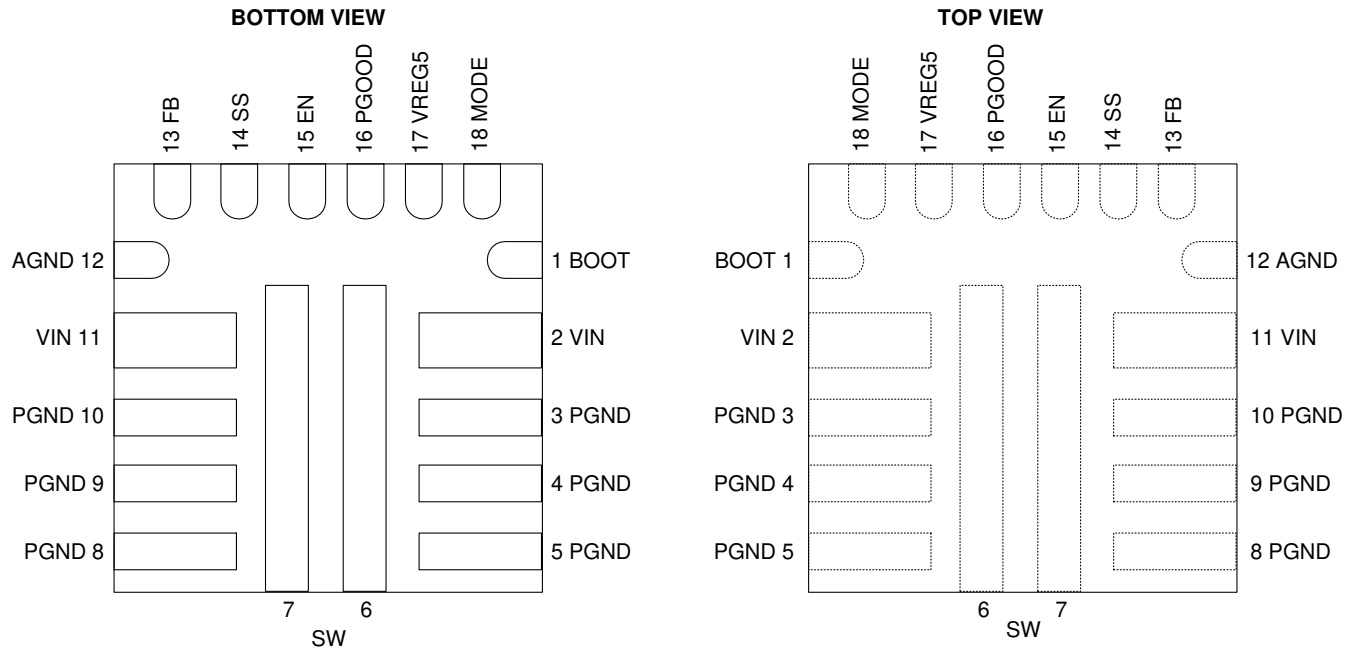 BOTTOM VIEW
13 FB
14 SS
15 EN
16 PGOOD
17 VREG5
18 MODE
AGND 12
1 BOOT
VIN 11
2 VIN
PGND 10
3 PGND
PGND 9
4 PGND
PGND 8
5 PGND
7
6
SW
TOP VIEW
18 MODE
17 VREG5
16 PGOOD
15 EN
14 SS
13 FB
BOOT 1
12 AGND
VIN 2
11 VIN
PGND 3
10 PGND
PGND 4
9 PGND
PGND 5
8 PGND
6
7
SW